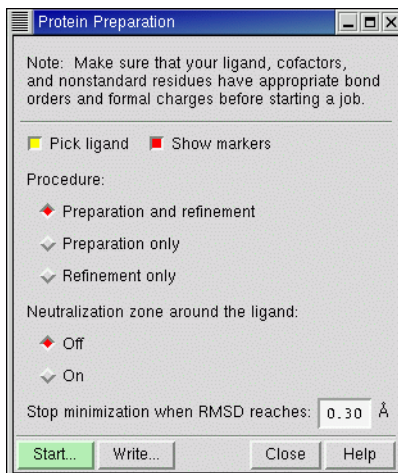 Protein Preparation
Note: Make sure that your ligand, cofactors,
and nonstandard residues have appropriate bond
orders and formal charges before starting a job.
Pick ligand Show markers
Procedure:
Preparation and refinement
Preparation only
Refinement only
Neutralization zone around the ligand:
Off
On
Stop minimization when RMSD reaches: 0.30 Å
Start... Write... Close Help